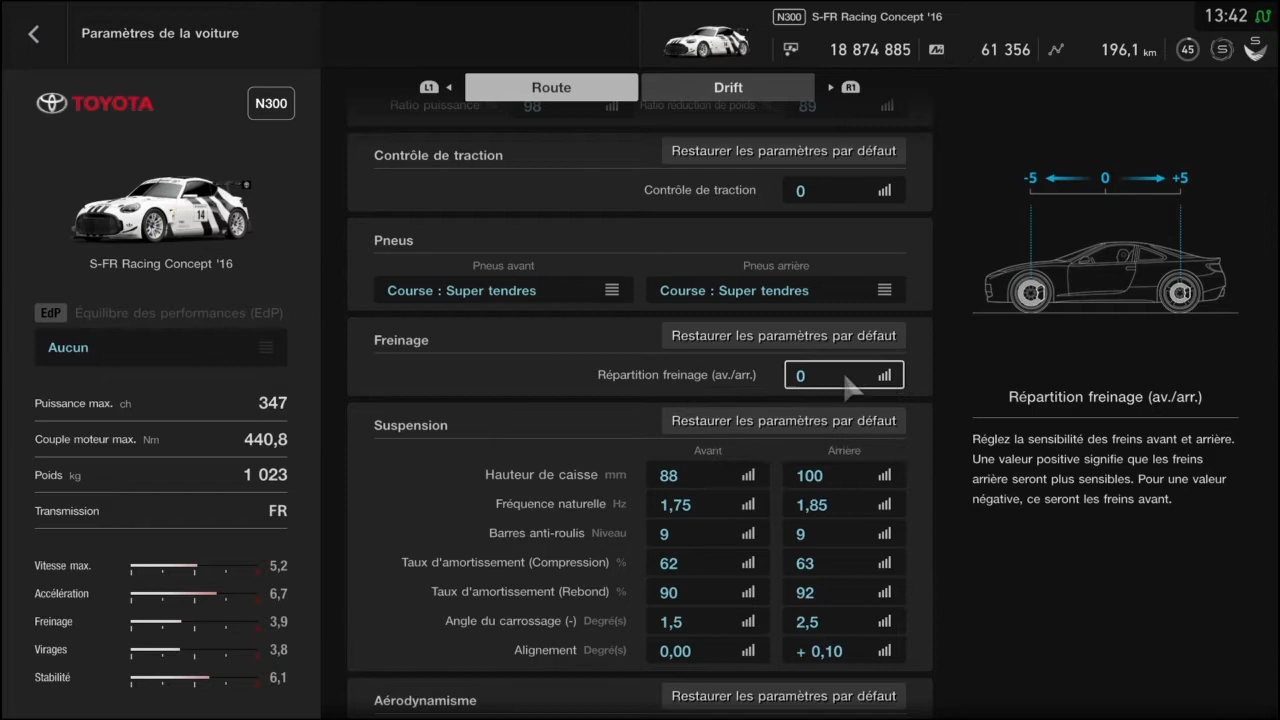 Paramètres de la voiture
N300 S-FR Racing Concept '16
13:42
18 874 885 61 356 196,1 km 45 S S
TOYOTA N300
14
S-FR Racing Concept '16
EdP Équilibre des performances (EdP)
Aucun
Puissance max. ch 347
Couple moteur max. Nm 440,8
Poids kg 1 023
Transmission FR
Vitesse max. 5,2
Accélération 6,7
Freinage 3,9
Virages 3,8
Stabilité 6,1
L1 Route Drift R1
Ratio puissance 98 Ratio réduction de poids 89
Contrôle de traction Restaurer les paramètres par défaut
Contrôle de traction 0
Pneus
Pneus avant Pneus arrière
Course : Super tendres Course : Super tendres
Freinage Restaurer les paramètres par défaut
Répartition freinage (av./arr.) 0
Suspension Restaurer les paramètres par défaut
Avant Arrière
Hauteur de caisse mm 88 100
Fréquence naturelle Hz 1,75 1,85
Barres anti-roulis Niveau 9 9
Taux d'amortissement (Compression) % 62 63
Taux d'amortissement (Rebond) % 90 92
Angle du carrossage (-) Degré(s) 1,5 2,5
Alignement Degré(s) 0,00 + 0,10
Aérodynamisme Restaurer les paramètres par défaut
-5 0 +5
Répartition freinage (av./arr.)
Réglez la sensibilité des freins avant et arrière.
Une valeur positive signifie que les freins
arrière seront plus sensibles. Pour une valeur
négative, ce seront les freins avant.